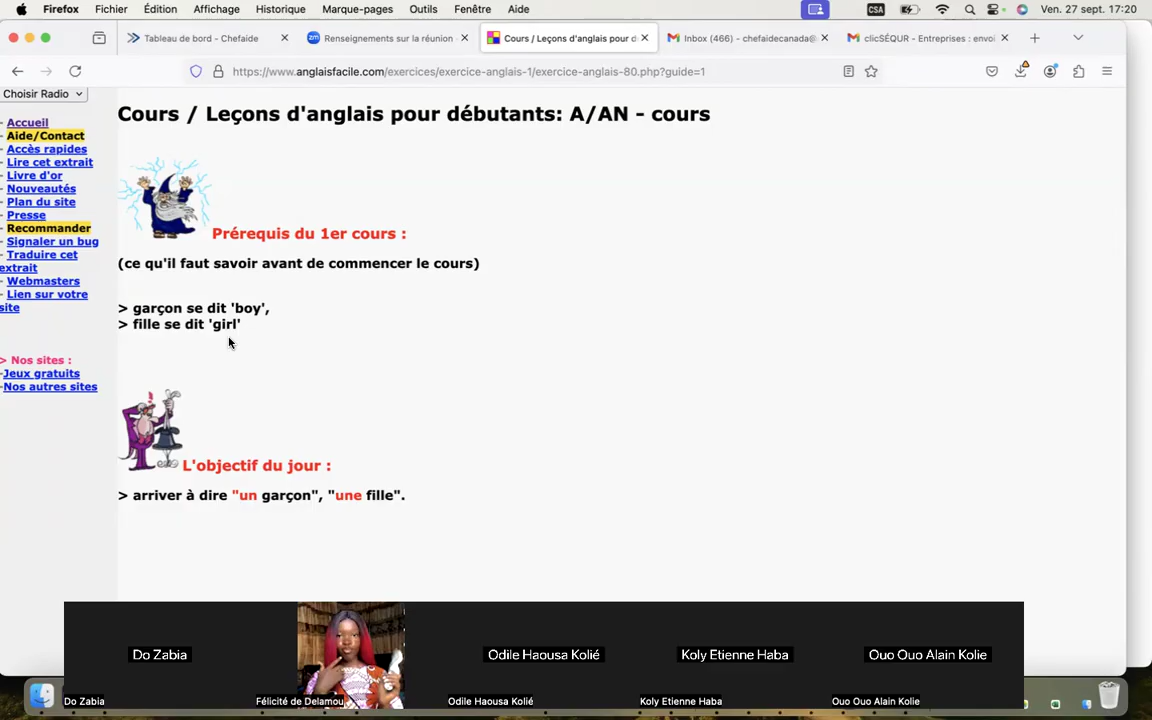 Firefox Fichier Édition Affichage Historique Marque-pages Outils Fenêtre Aide CSA Ven. 27 sept. 17:20
Tableau de bord - Chefaide Renseignements sur la réunion Cours / Leçons d'anglais pour d Inbox (466) - chefaidecanada@ clicSÉQUR - Entreprises : envoi
https://www.anglaisfacile.com/exercices/exercice-anglais-1/exercice-anglais-80.php?guide=1
Choisir Radio
- Accueil
- Aide/Contact
- Accès rapides
- Lire cet extrait
- Livre d'or
- Nouveautés
- Plan du site
- Presse
- Recommander
- Signaler un bug
- Traduire cet
extrait
- Webmasters
- Lien sur votre
site
> Nos sites :
-Jeux gratuits
-Nos autres sites
Cours / Leçons d'anglais pour débutants: A/AN - cours
Prérequis du 1er cours :
(ce qu'il faut savoir avant de commencer le cours)
> garçon se dit 'boy',
> fille se dit 'girl'
L'objectif du jour :
> arriver à dire "un garçon", "une fille".
Do Zabia Odile Haousa Kolié Koly Etienne Haba Ouo Ouo Alain Kolie
Do Zabia Félicité de Delamou Odile Haousa Kolié Koly Etienne Haba Ouo Ouo Alain Kolie